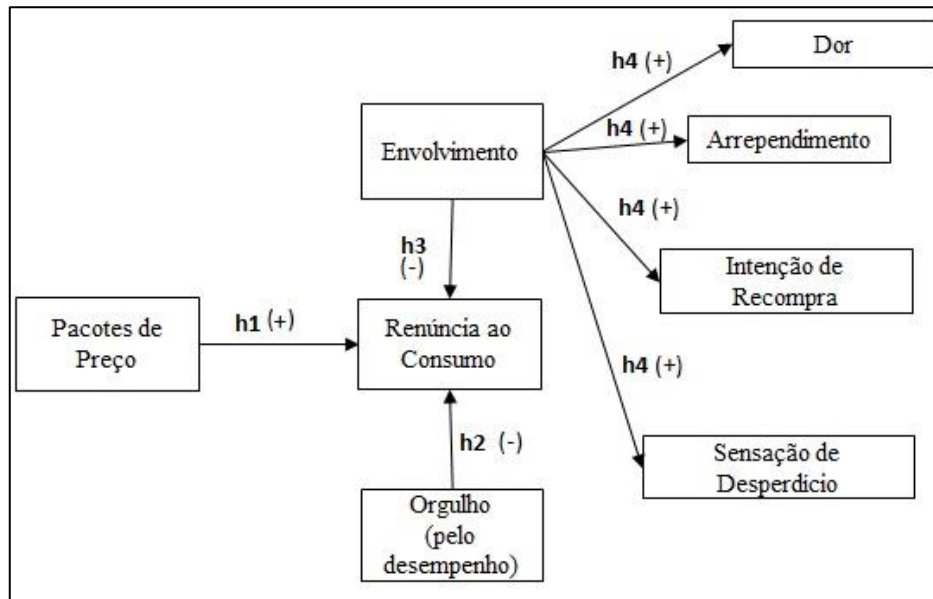 Dor
h4 (+)
h4 (+)
Arrependimento
Envolvimento
h4 (+)
h3
(-)
Intenção de
Recompra
Pacotes de
Preço
h1 (+)
Renúncia ao
Consumo
h4 (+)
h2 (-)
Sensação de
Desperdício
Orgulho
(pelo
desempenho)